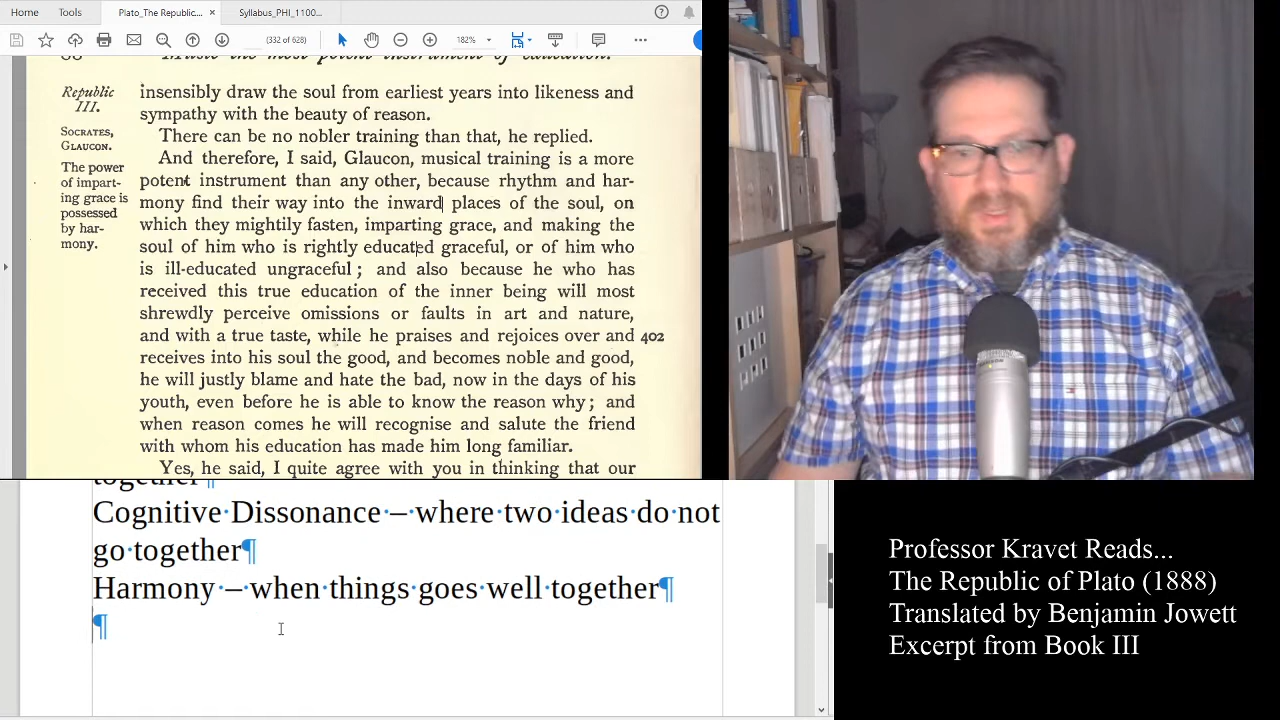 Home Tools Plato_The Republic.... × Syllabus_PHI_1100...
(332 of 628) 182%
Music the most potent instrument of education.
Republic
III.
SOCRATES,
GLAUCON.
The power
of impart-
ing grace is
possessed
by har-
mony.
insensibly draw the soul from earliest years into likeness and
sympathy with the beauty of reason.
There can be no nobler training than that, he replied.
And therefore, I said, Glaucon, musical training is a more
potent instrument than any other, because rhythm and har-
mony find their way into the inward places of the soul, on
which they mightily fasten, imparting grace, and making the
soul of him who is rightly educated graceful, or of him who
is ill-educated ungraceful ; and also because he who has
received this true education of the inner being will most
shrewdly perceive omissions or faults in art and nature,
and with a true taste, while he praises and rejoices over and 402
receives into his soul the good, and becomes noble and good,
he will justly blame and hate the bad, now in the days of his
youth, even before he is able to know the reason why ; and
when reason comes he will recognise and salute the friend
with whom his education has made him long familiar.
Yes, he said, I quite agree with you in thinking that our
together¶
Cognitive·Dissonance·–·where·two·ideas·do·not
go·together¶
Harmony·–·when·things·goes·well·together¶
¶
Professor Kravet Reads...
The Republic of Plato (1888)
Translated by Benjamin Jowett
Excerpt from Book III